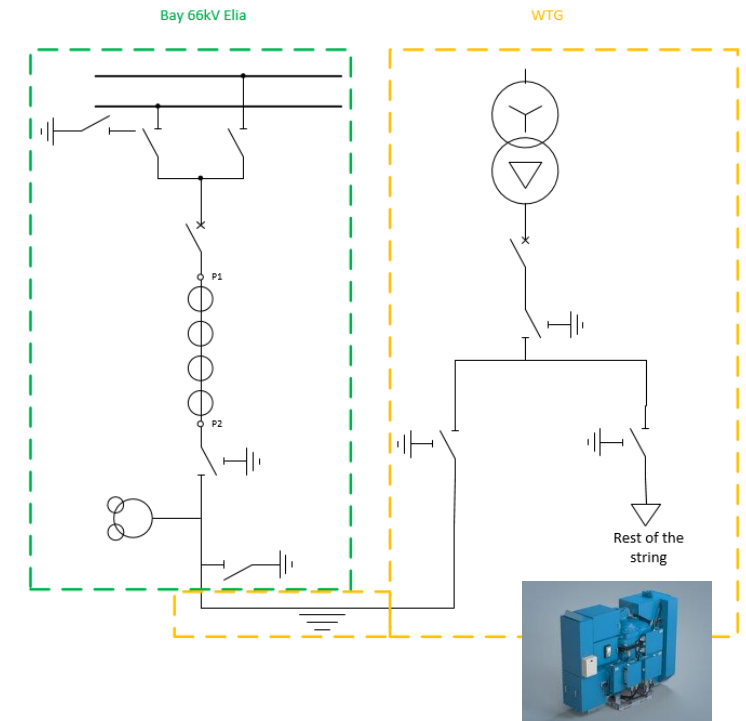 Bay 66kV Elia
WTG
P1
P2
Rest of the
string